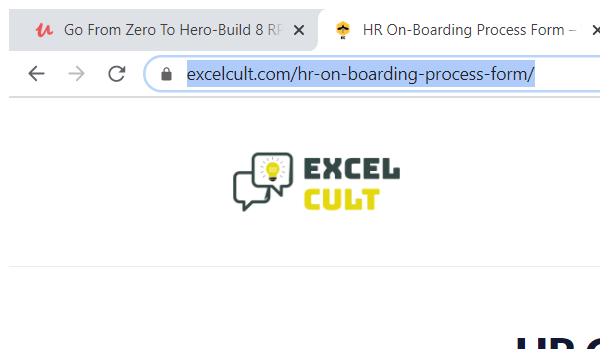 Go From Zero To Hero-Build 8 RP
HR On-Boarding Process Form –
excelcult.com/hr-on-boarding-process-form/
EXCEL
CULT